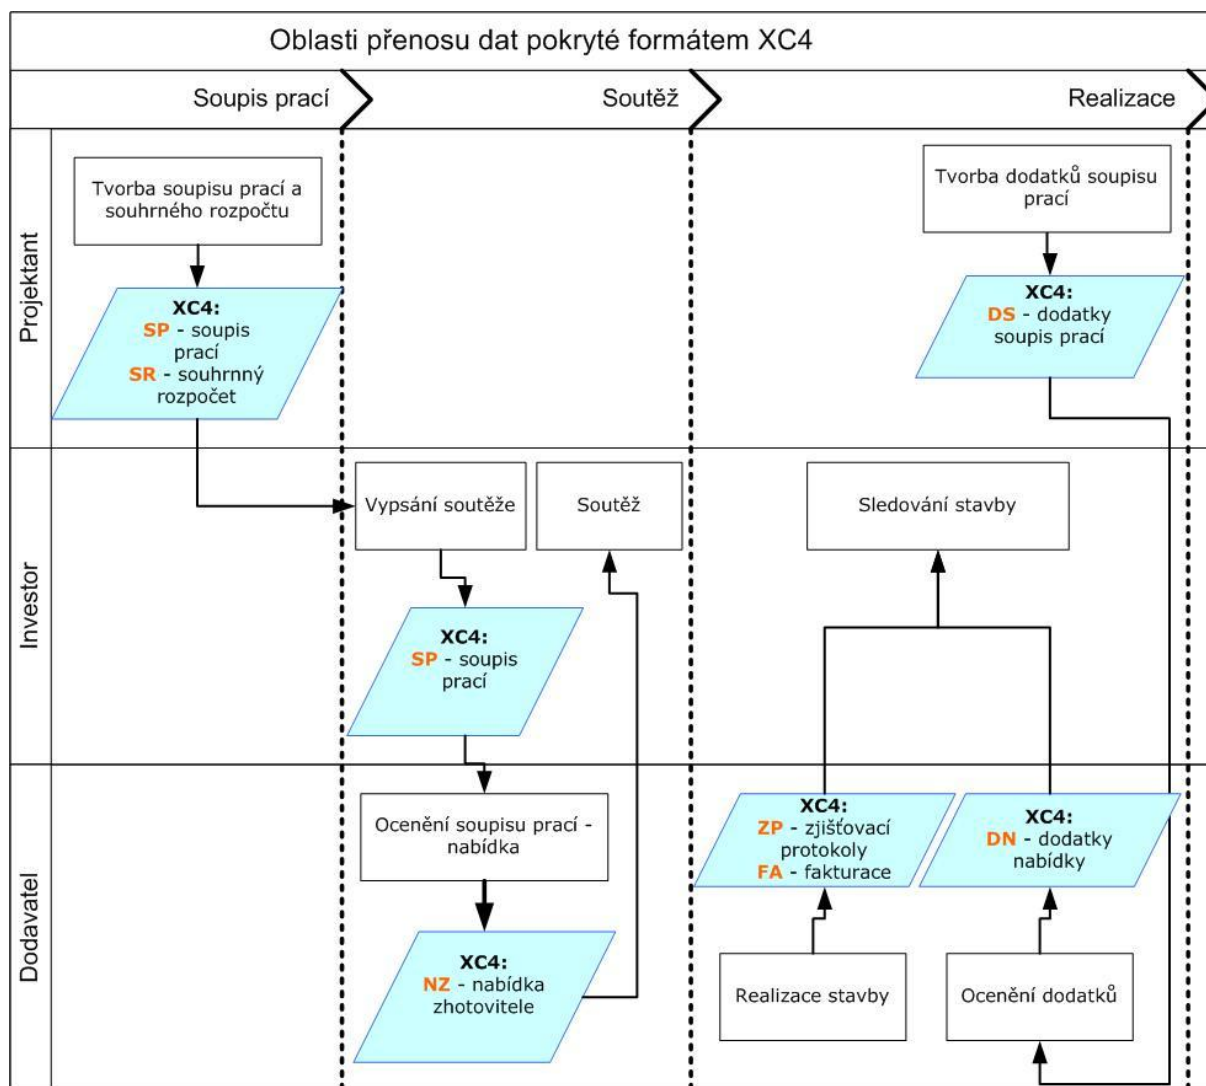 Oblasti přenosu dat pokryté formátem XC4
Soupis prací
Soutěž
Realizace
Projektant
Tvorba soupisu prací a
souhrného rozpočtu
XC4:
SP - soupis
prací
SR - souhrnný
rozpočet
Tvorba dodatků soupisu
prací
XC4:
DS - dodatky
soupis prací
Investor
Vypsání soutěže
Soutěž
Sledování stavby
XC4:
SP - soupis
prací
Dodavatel
Ocenění soupisu prací -
nabídka
XC4:
NZ - nabídka
zhotovitele
XC4:
ZP - zjišťovací
protokoly
FA - fakturace
XC4:
DN - dodatky
nabídky
Realizace stavby
Ocenění dodatků